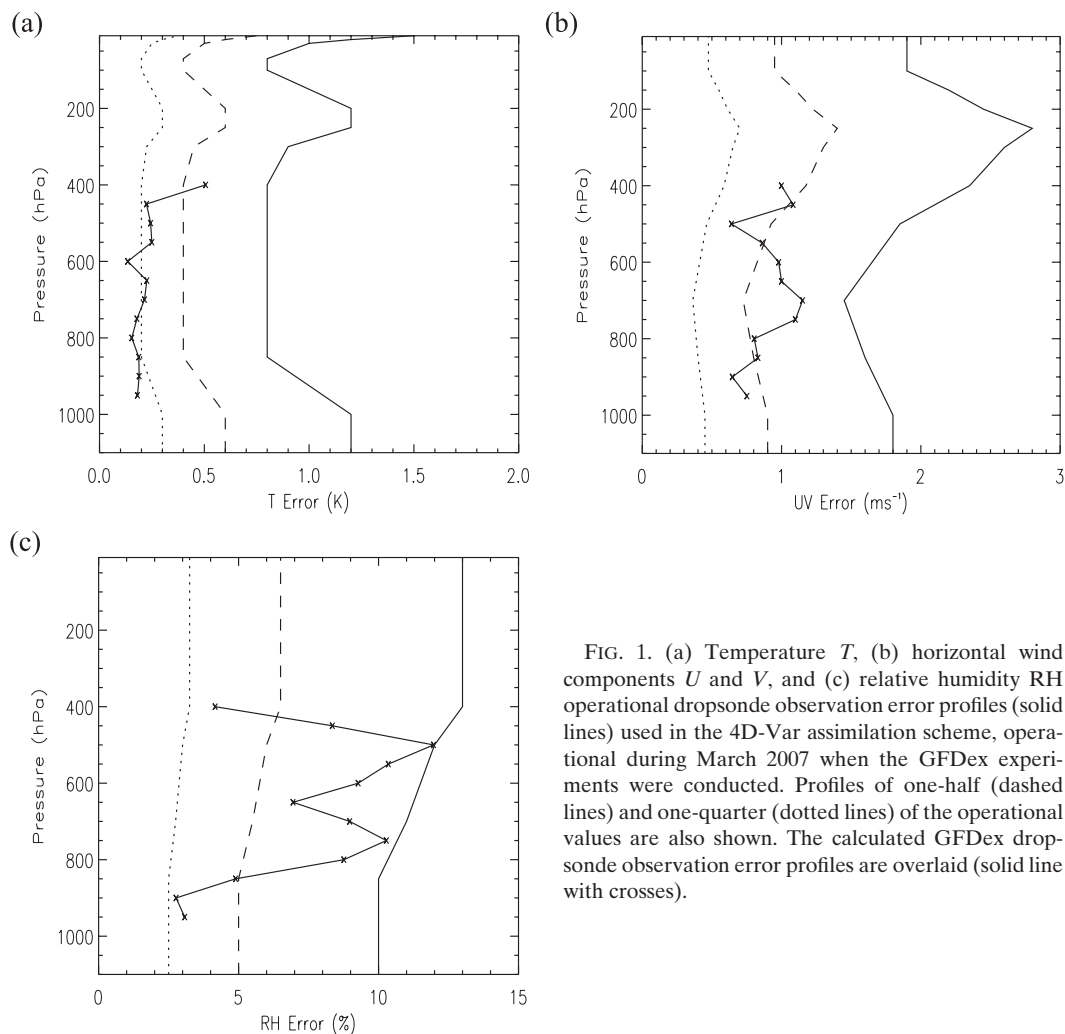 (a)
Pressure (hPa)
200
400
600
800
1000
0.0 0.5 1.0 1.5 2.0
T Error (K)
(b)
Pressure (hPa)
200
400
600
800
1000
0 1 2 3
UV Error (ms⁻¹)
(c)
Pressure (hPa)
200
400
600
800
1000
0 5 10 15
RH Error (%)
FIG. 1. (a) Temperature T, (b) horizontal wind
components U and V, and (c) relative humidity RH
operational dropsonde observation error profiles (solid
lines) used in the 4D-Var assimilation scheme, opera-
tional during March 2007 when the GFDex experi-
ments were conducted. Profiles of one-half (dashed
lines) and one-quarter (dotted lines) of the operational
values are also shown. The calculated GFDex drop-
sonde observation error profiles are overlaid (solid line
with crosses).